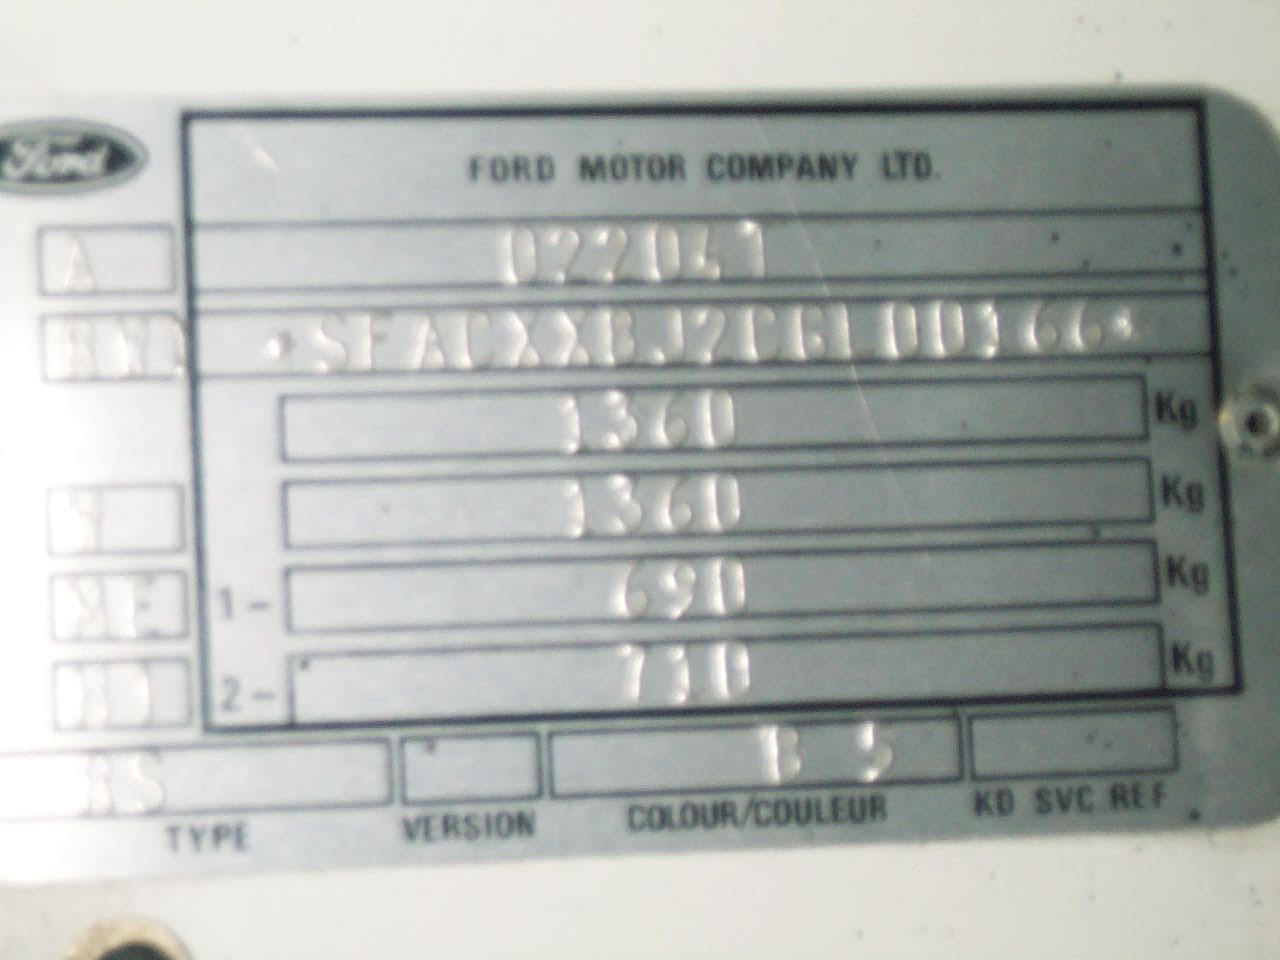 Ford
FORD MOTOR COMPANY LTD.
A 022041
*SFACXXBJ2CGL00166*
1360 Kg
1360 Kg
1- 690 Kg
2- 710 Kg
B 5
TYPE VERSION COLOUR/COULEUR KD SVC REF